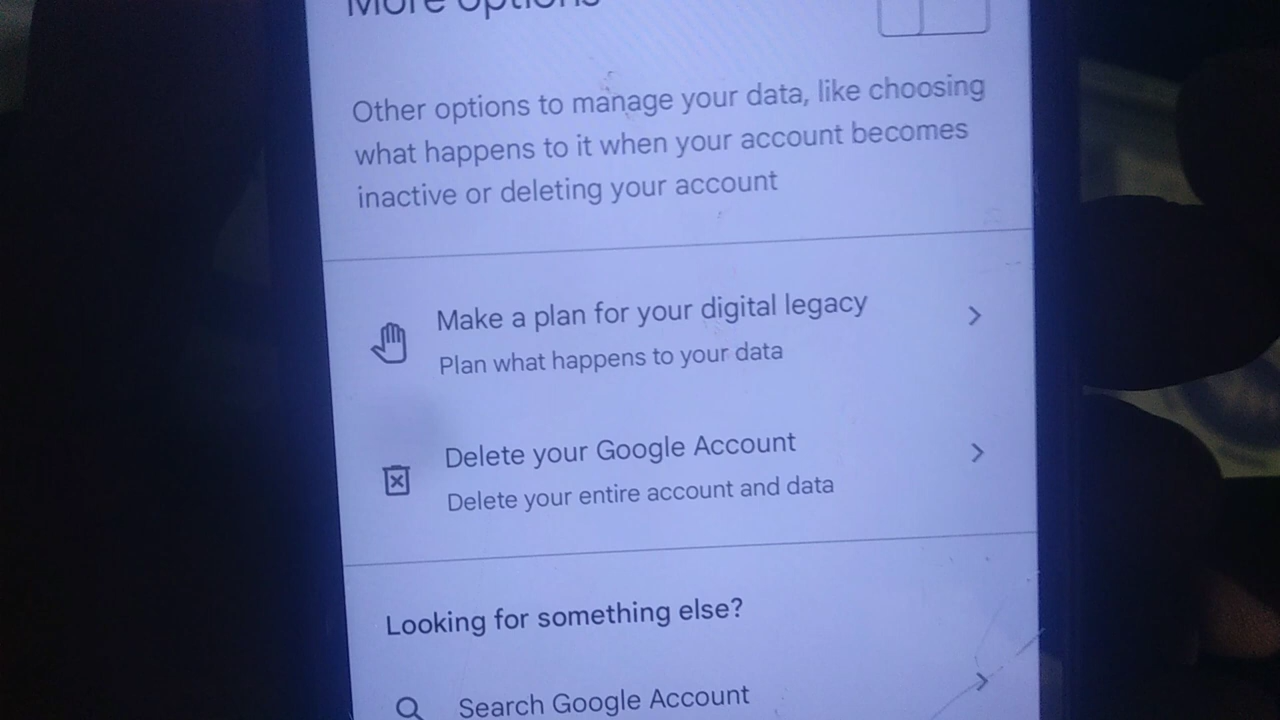 More options
Other options to manage your data, like choosing
what happens to it when your account becomes
inactive or deleting your account
Make a plan for your digital legacy
Plan what happens to your data
Delete your Google Account
Delete your entire account and data
Looking for something else?
Search Google Account